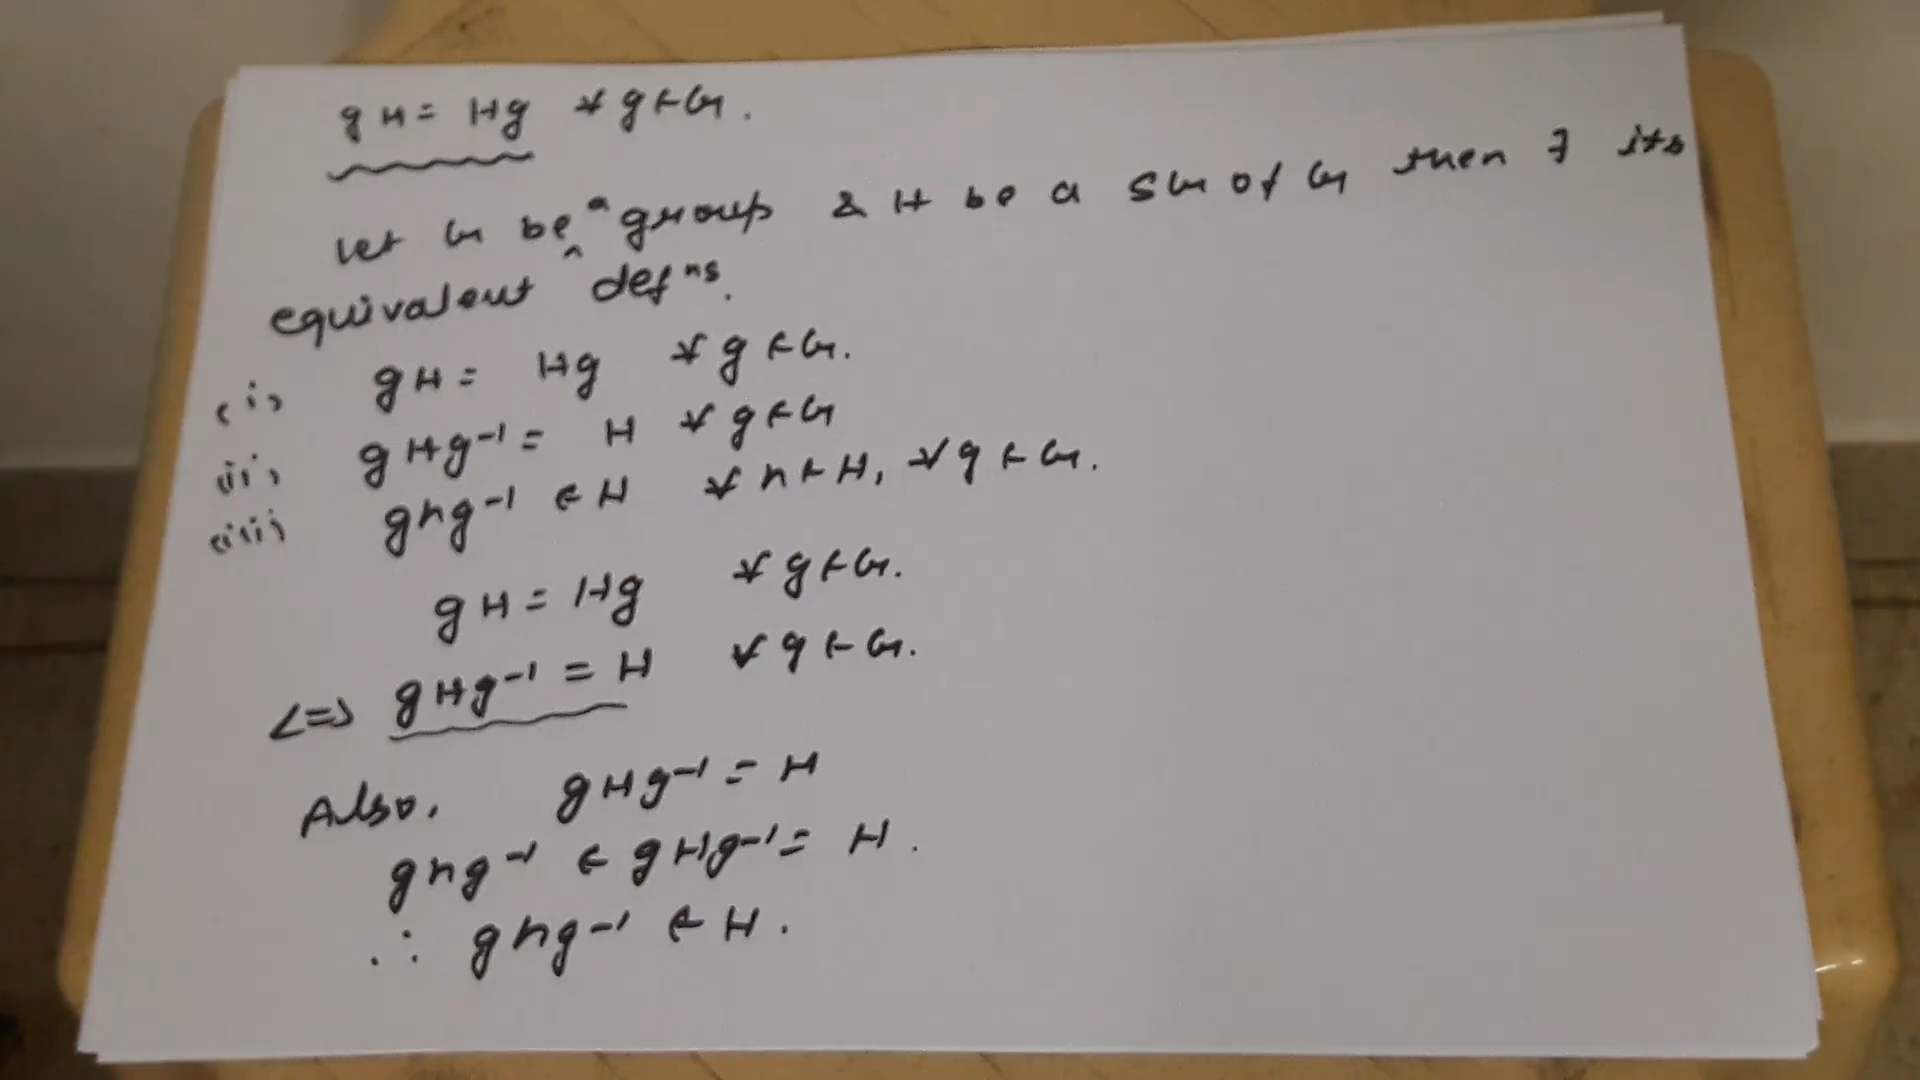 gH = Hg ∀ g ∈ G.
Let G be a group & H be a SG of G then ∃ its
equivalent defⁿs.
(i) gH = Hg ∀ g ∈ G.
(ii) gHg⁻¹ = H ∀ g ∈ G
(iii) ghg⁻¹ ∈ H ∀ h ∈ H, ∀ g ∈ G.
gH = Hg ∀ g ∈ G.
<=> gHg⁻¹ = H ∀ g ∈ G.
Also, gHg⁻¹ = H
ghg⁻¹ ∈ gHg⁻¹ = H.
∴ ghg⁻¹ ∈ H.